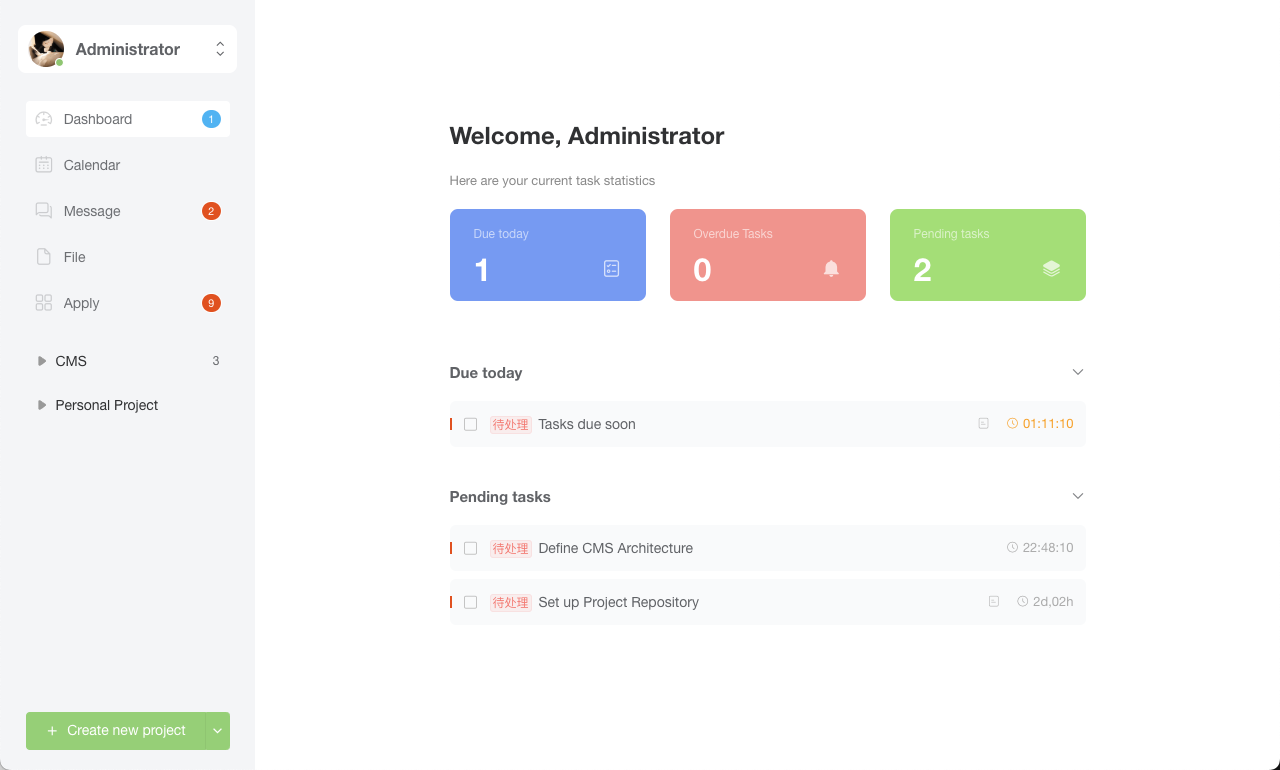 Administrator
Dashboard 1
Calendar
Message 2
File
Apply 9
CMS 3
Personal Project
+ Create new project
Welcome, Administrator
Here are your current task statistics
Due today
1
Overdue Tasks
0
Pending tasks
2
Due today
待处理 Tasks due soon 01:11:10
Pending tasks
待处理 Define CMS Architecture 22:48:10
待处理 Set up Project Repository 2d,02h